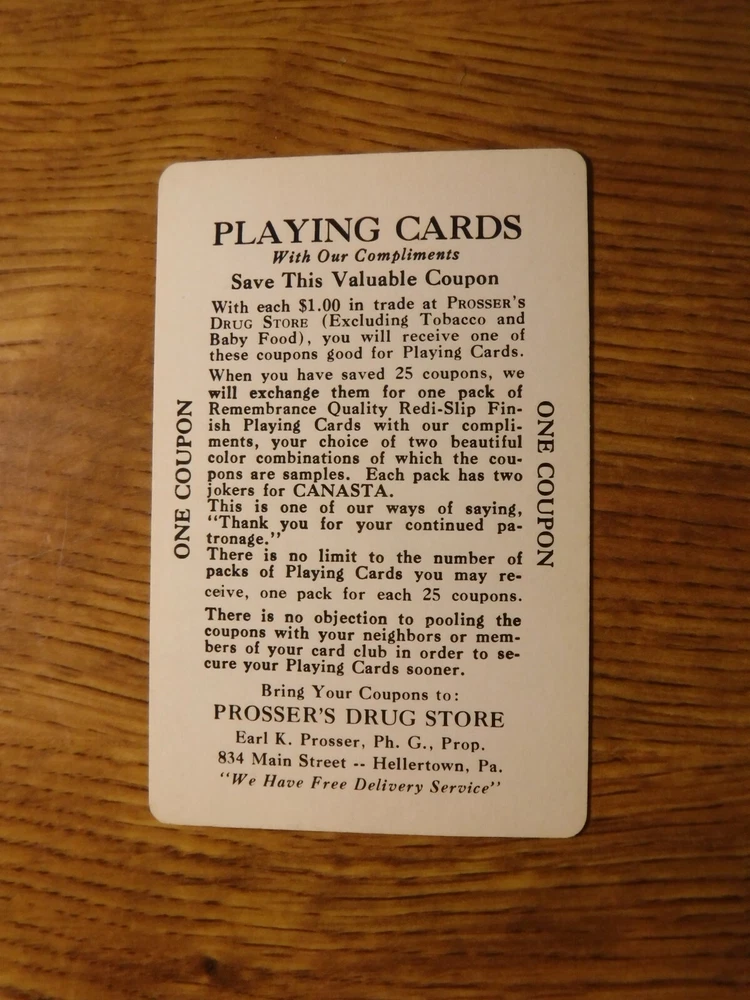 PLAYING CARDS
With Our Compliments
Save This Valuable Coupon
With each $1.00 in trade at PROSSER'S
DRUG STORE (Excluding Tobacco and
Baby Food), you will receive one of
these coupons good for Playing Cards.
When you have saved 25 coupons, we
will exchange them for one pack of
Remembrance Quality Redi-Slip Fin-
ish Playing Cards with our compli-
ments, your choice of two beautiful
color combinations of which the cou-
pons are samples. Each pack has two
jokers for CANASTA.
This is one of our ways of saying,
"Thank you for your continued pa-
tronage."
There is no limit to the number of
packs of Playing Cards you may re-
ceive, one pack for each 25 coupons.
There is no objection to pooling the
coupons with your neighbors or mem-
bers of your card club in order to se-
cure your Playing Cards sooner.
Bring Your Coupons to:
PROSSER'S DRUG STORE
Earl K. Prosser, Ph. G., Prop.
834 Main Street -- Hellertown, Pa.
"We Have Free Delivery Service"
ONE COUPON
ONE COUPON